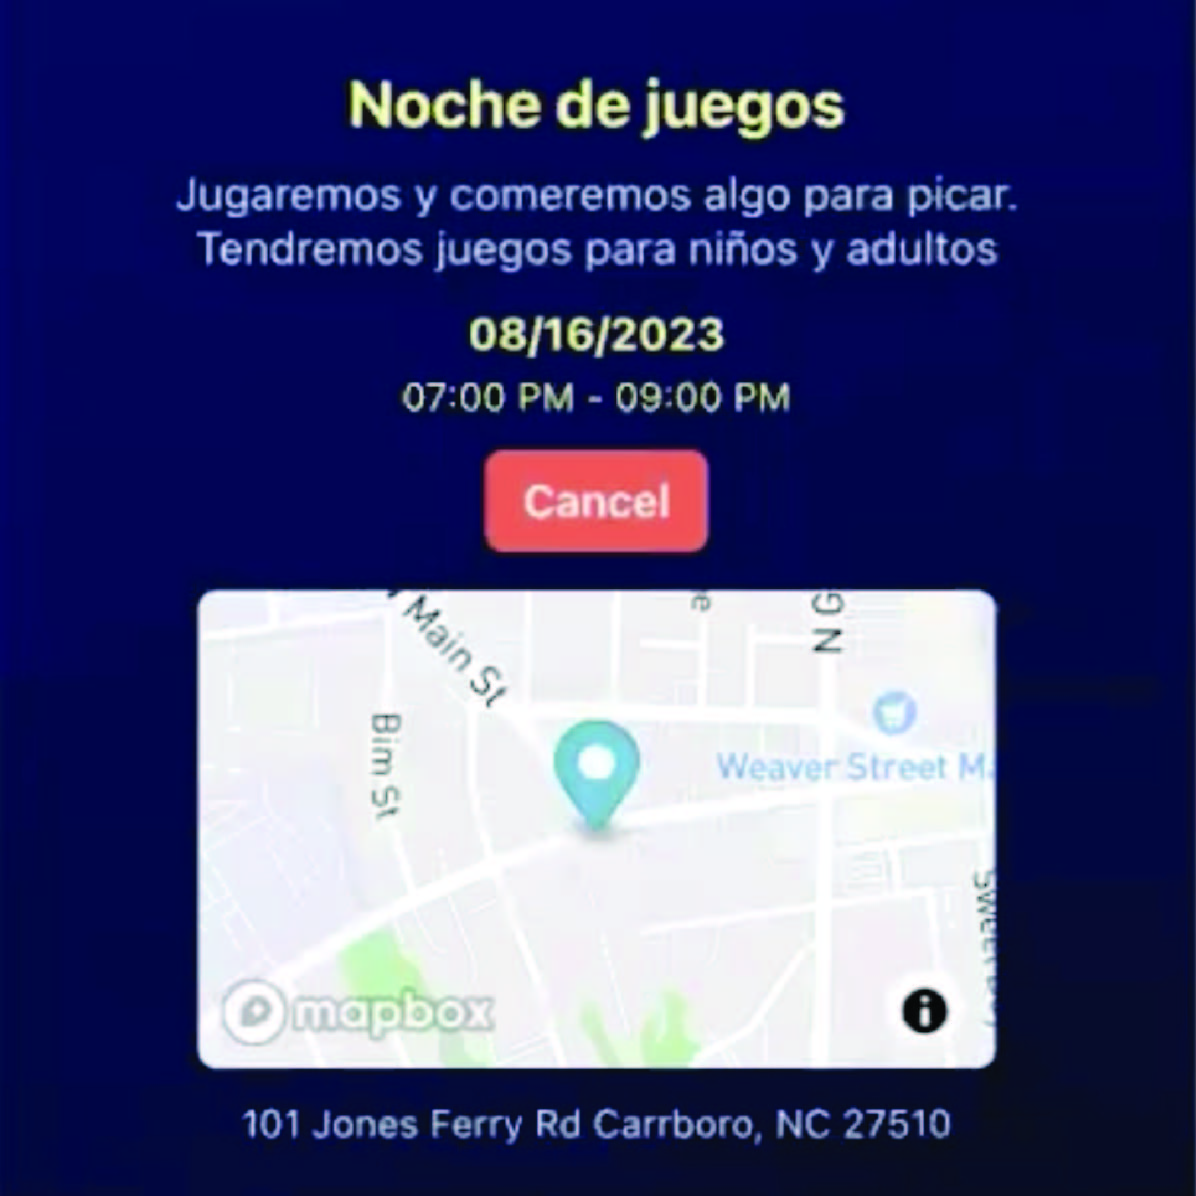 Noche de juegos
Jugaremos y comeremos algo para picar.
Tendremos juegos para niños y adultos
08/16/2023
07:00 PM - 09:00 PM
Cancel
Main St
e
G N
Bim St
Weaver Street Ma
mapbox
i
101 Jones Ferry Rd Carrboro, NC 27510